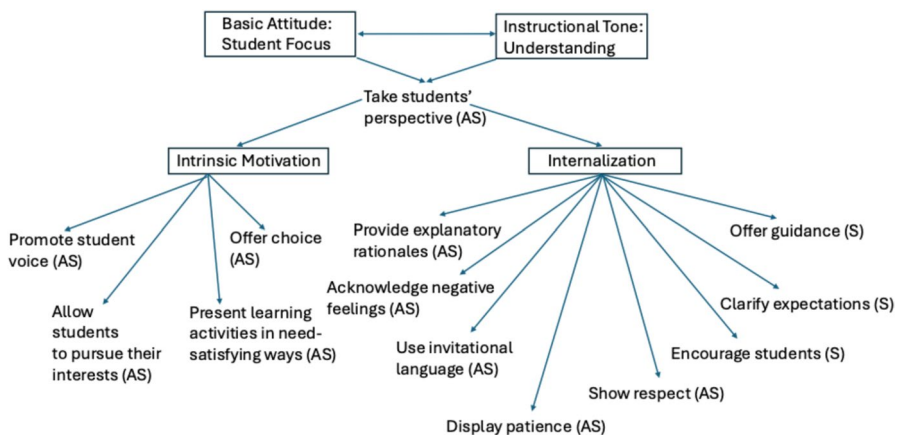 Basic Attitude:
Student Focus
Instructional Tone:
Understanding
Take students’
perspective (AS)
Intrinsic Motivation
Internalization
Promote student
voice (AS)
Offer choice
(AS)
Allow
students
to pursue their
interests (AS)
Present learning
activities in need-
satisfying ways (AS)
Provide explanatory
rationales (AS)
Acknowledge negative
feelings (AS)
Use invitational
language (AS)
Display patience (AS)
Show respect (AS)
Encourage students (S)
Clarify expectations (S)
Offer guidance (S)